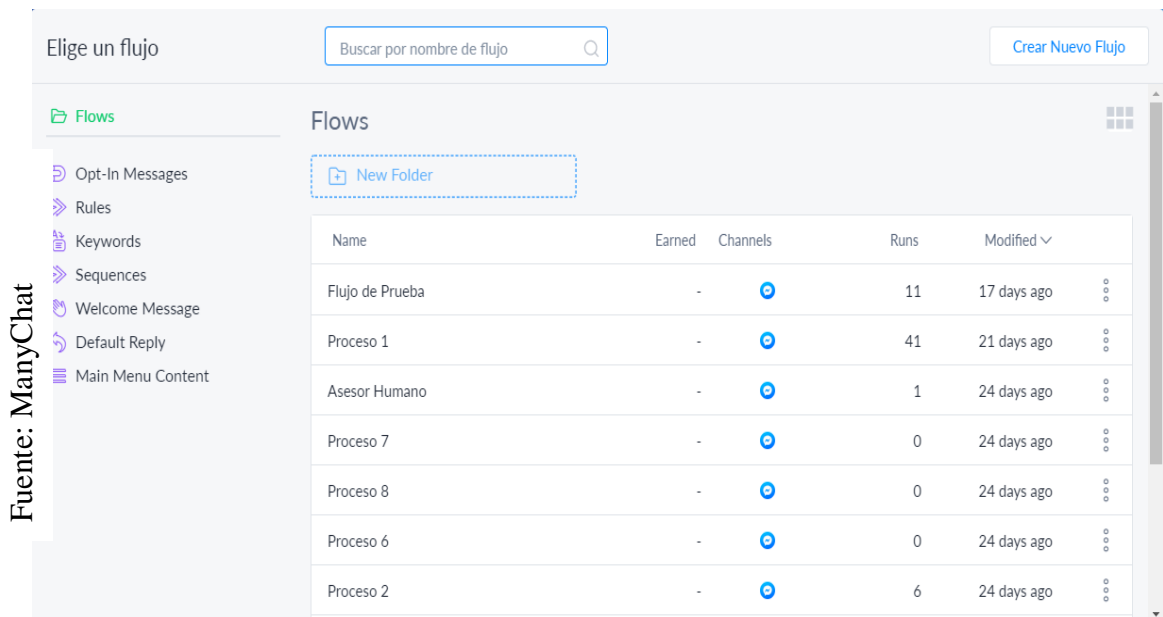 Elige un flujo
Buscar por nombre de flujo
Crear Nuevo Flujo
Flows
Opt-In Messages
Rules
Keywords
Sequences
Welcome Message
Default Reply
Main Menu Content
Flows
New Folder
Name Earned Channels Runs Modified
Flujo de Prueba - 11 17 days ago
Proceso 1 - 41 21 days ago
Asesor Humano - 1 24 days ago
Proceso 7 - 0 24 days ago
Proceso 8 - 0 24 days ago
Proceso 6 - 0 24 days ago
Proceso 2 - 6 24 days ago
Fuente: ManyChat